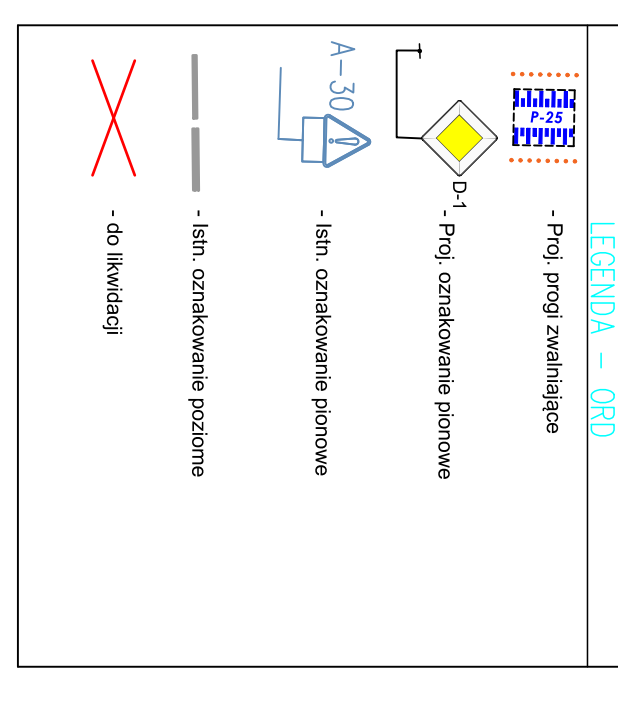 LEGENDA - ORD
P-25
- Proj. progi zwalniające
D-1
- Proj. oznakowanie pionowe
A-30
- Istn. oznakowanie pionowe
- Istn. oznakowanie poziome
- do likwidacji